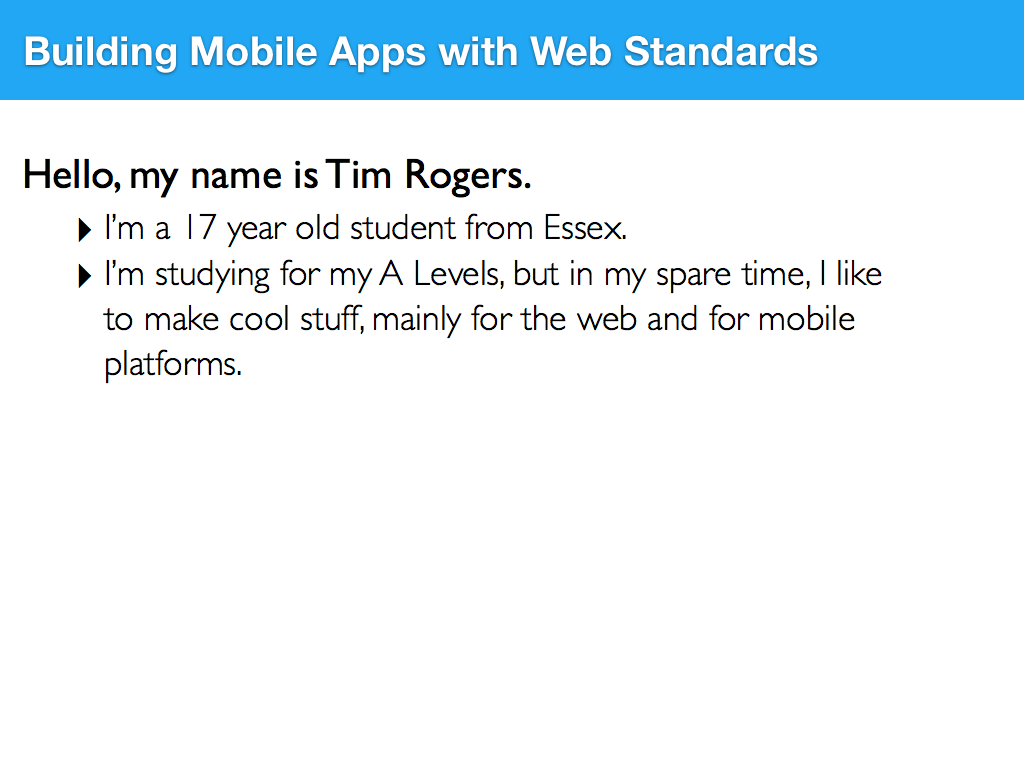 Building Mobile Apps with Web Standards
Hello, my name is Tim Rogers.
▸ I’m a 17 year old student from Essex.
▸ I’m studying for my A Levels, but in my spare time, I like
to make cool stuff, mainly for the web and for mobile
platforms.